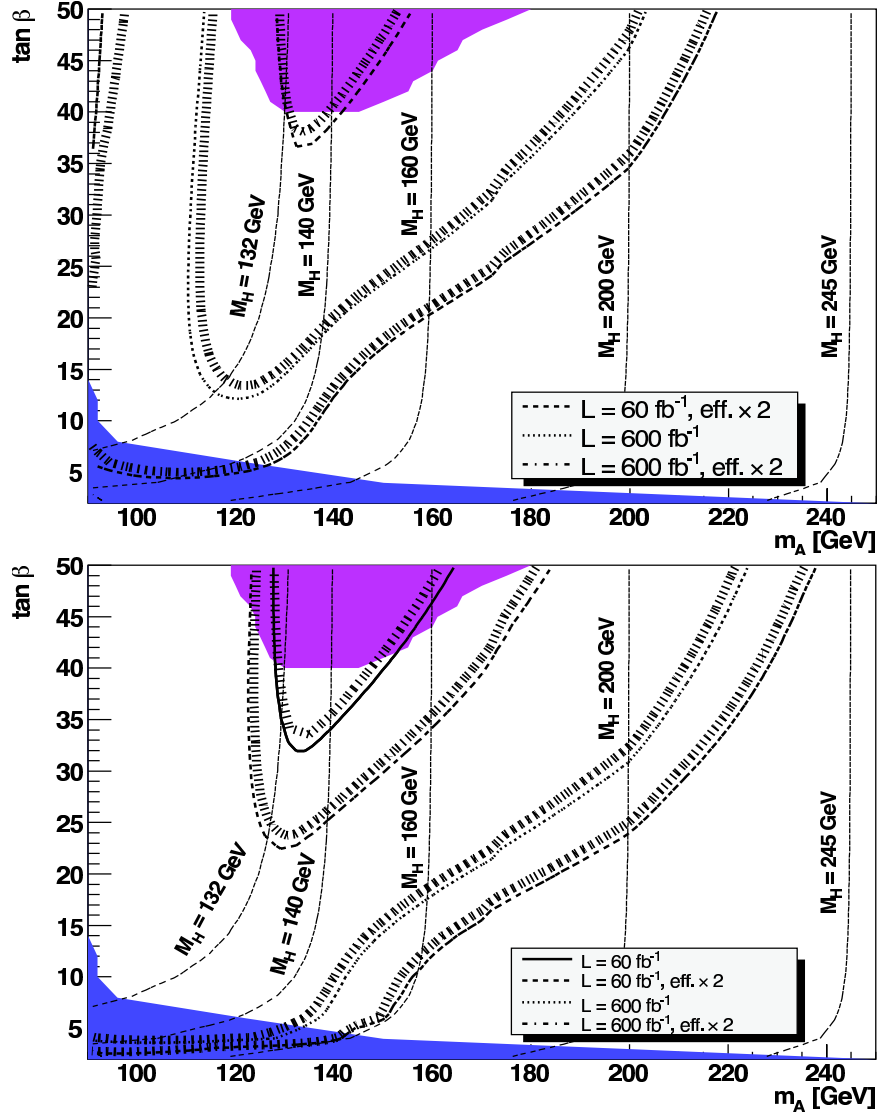 tan β
50
45
40
35
30
25
20
15
10
5
M_H = 132 GeV
M_H = 140 GeV
M_H = 160 GeV
M_H = 200 GeV
M_H = 245 GeV
L = 60 fb⁻¹, eff. × 2
L = 600 fb⁻¹
L = 600 fb⁻¹, eff. × 2
100 120 140 160 180 200 220 240
m_A [GeV]
tan β
50
45
40
35
30
25
20
15
10
5
M_H = 132 GeV
M_H = 140 GeV
M_H = 160 GeV
M_H = 200 GeV
M_H = 245 GeV
L = 60 fb⁻¹
L = 60 fb⁻¹, eff. × 2
L = 600 fb⁻¹
L = 600 fb⁻¹, eff. × 2
100 120 140 160 180 200 220 240
m_A [GeV]